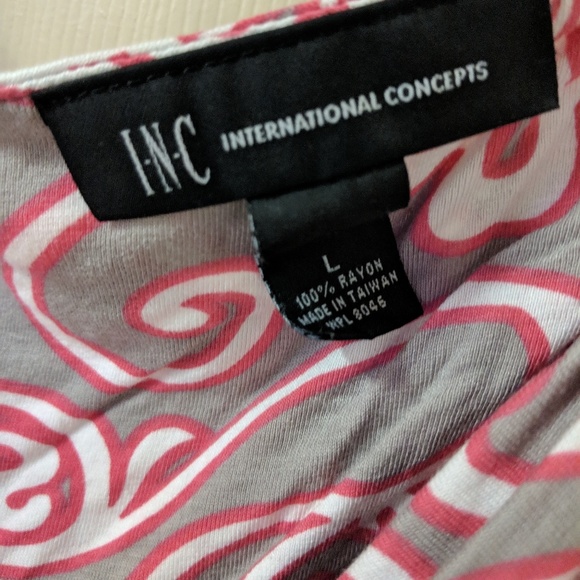 I·N·C INTERNATIONAL CONCEPTS
L
100% RAYON
MADE IN TAIWAN
WPL 8046